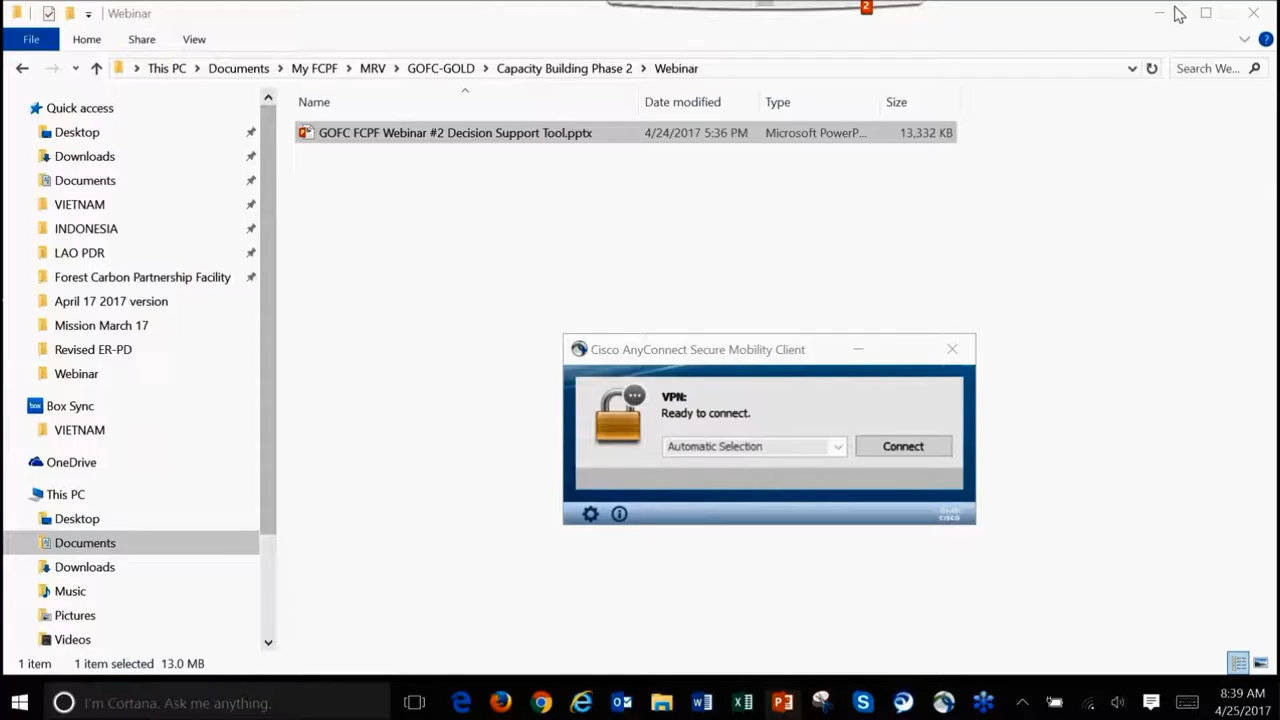 Webinar
2
File Home Share View
This PC Documents My FCPF MRV GOFC-GOLD Capacity Building Phase 2 Webinar
Search We...
Name Date modified Type Size
GOFC FCPF Webinar #2 Decision Support Tool.pptx 4/24/2017 5:36 PM Microsoft PowerP... 13,332 KB
Quick access
Desktop
Downloads
Documents
VIETNAM
INDONESIA
LAO PDR
Forest Carbon Partnership Facility
April 17 2017 version
Mission March 17
Revised ER-PD
Webinar
Box Sync
VIETNAM
OneDrive
This PC
Desktop
Documents
Downloads
Music
Pictures
Videos
Cisco AnyConnect Secure Mobility Client
VPN:
Ready to connect.
Automatic Selection Connect
CISCO
1 item 1 item selected 13.0 MB
I'm Cortana. Ask me anything.
8:39 AM
4/25/2017